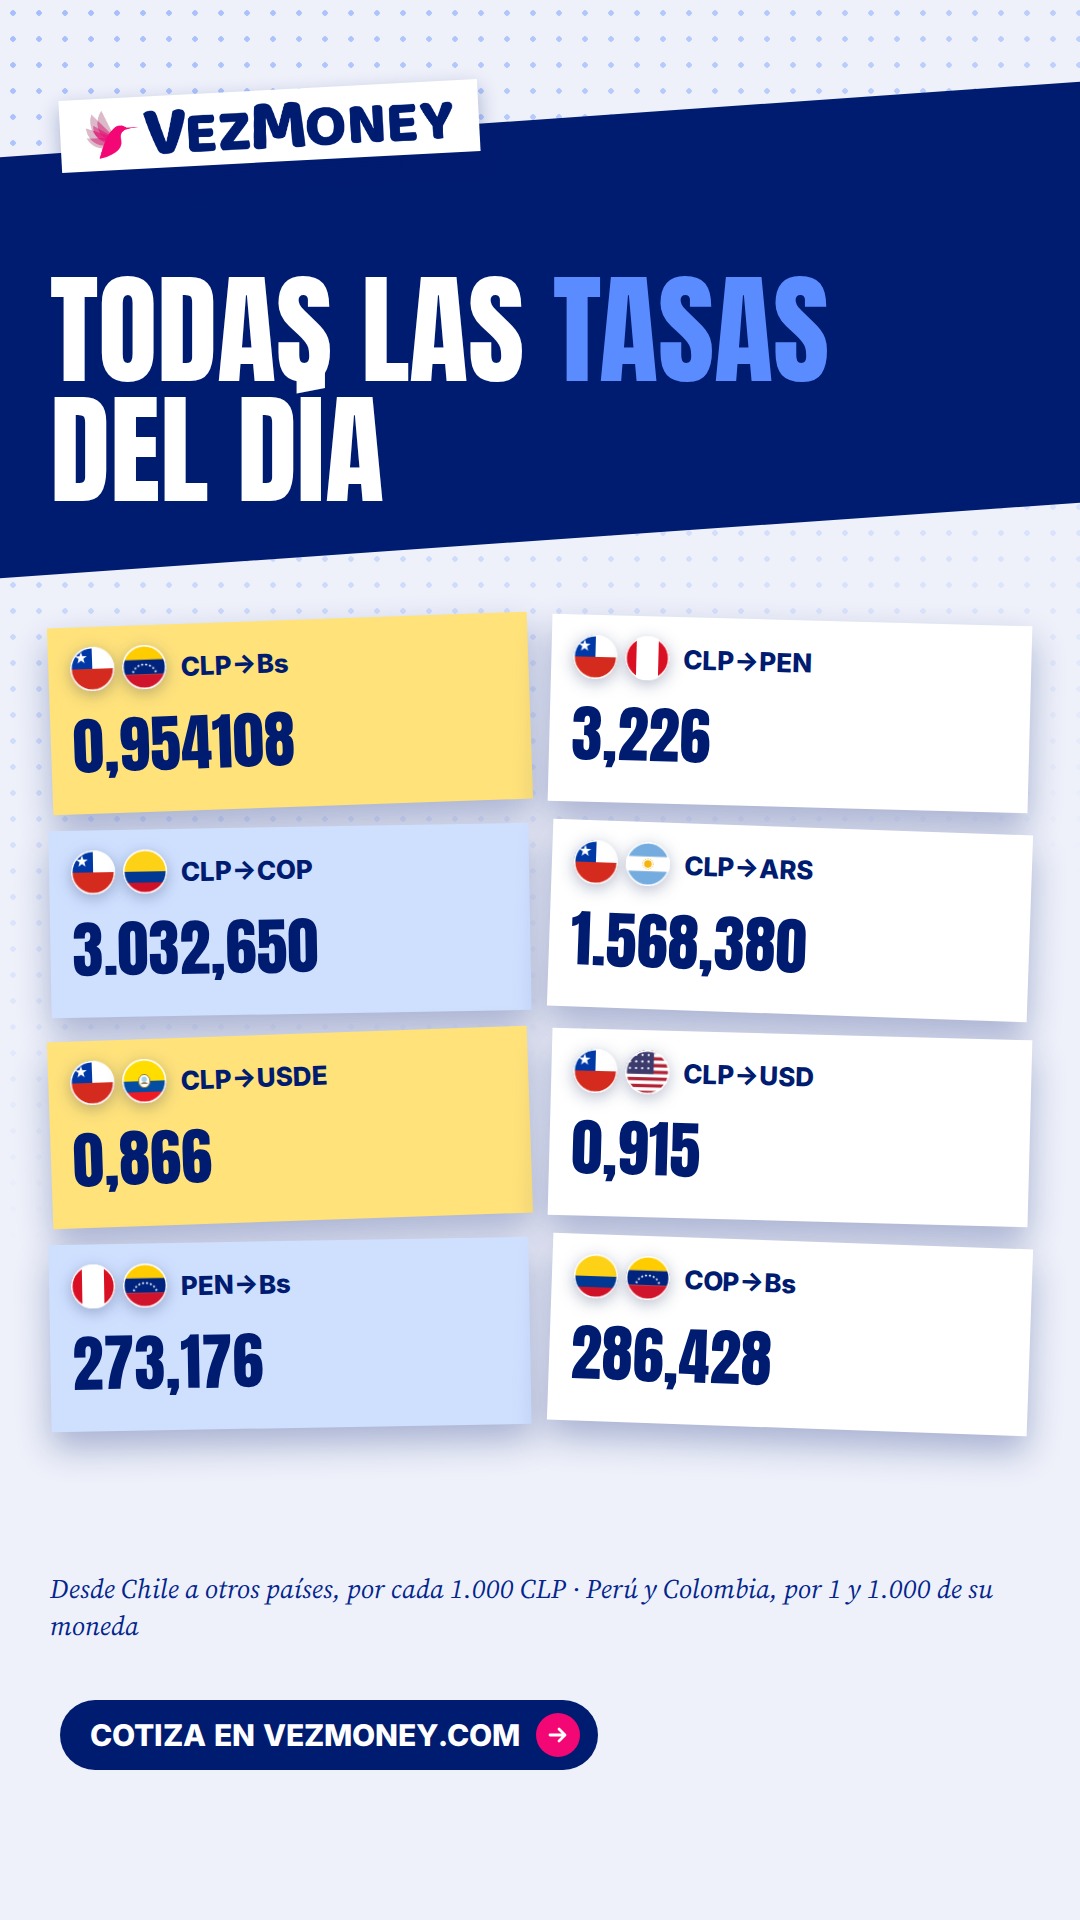 VEZMONEY
TODAS LAS TASAS
DEL DÍA
CLP→Bs
0,954108
CLP→PEN
3,226
CLP→COP
3.032,650
CLP→ARS
1.568,380
CLP→USDE
0,866
CLP→USD
0,915
PEN→Bs
273,176
COP→Bs
286,428
Desde Chile a otros países, por cada 1.000 CLP · Perú y Colombia, por 1 y 1.000 de su
moneda
COTIZA EN VEZMONEY.COM →